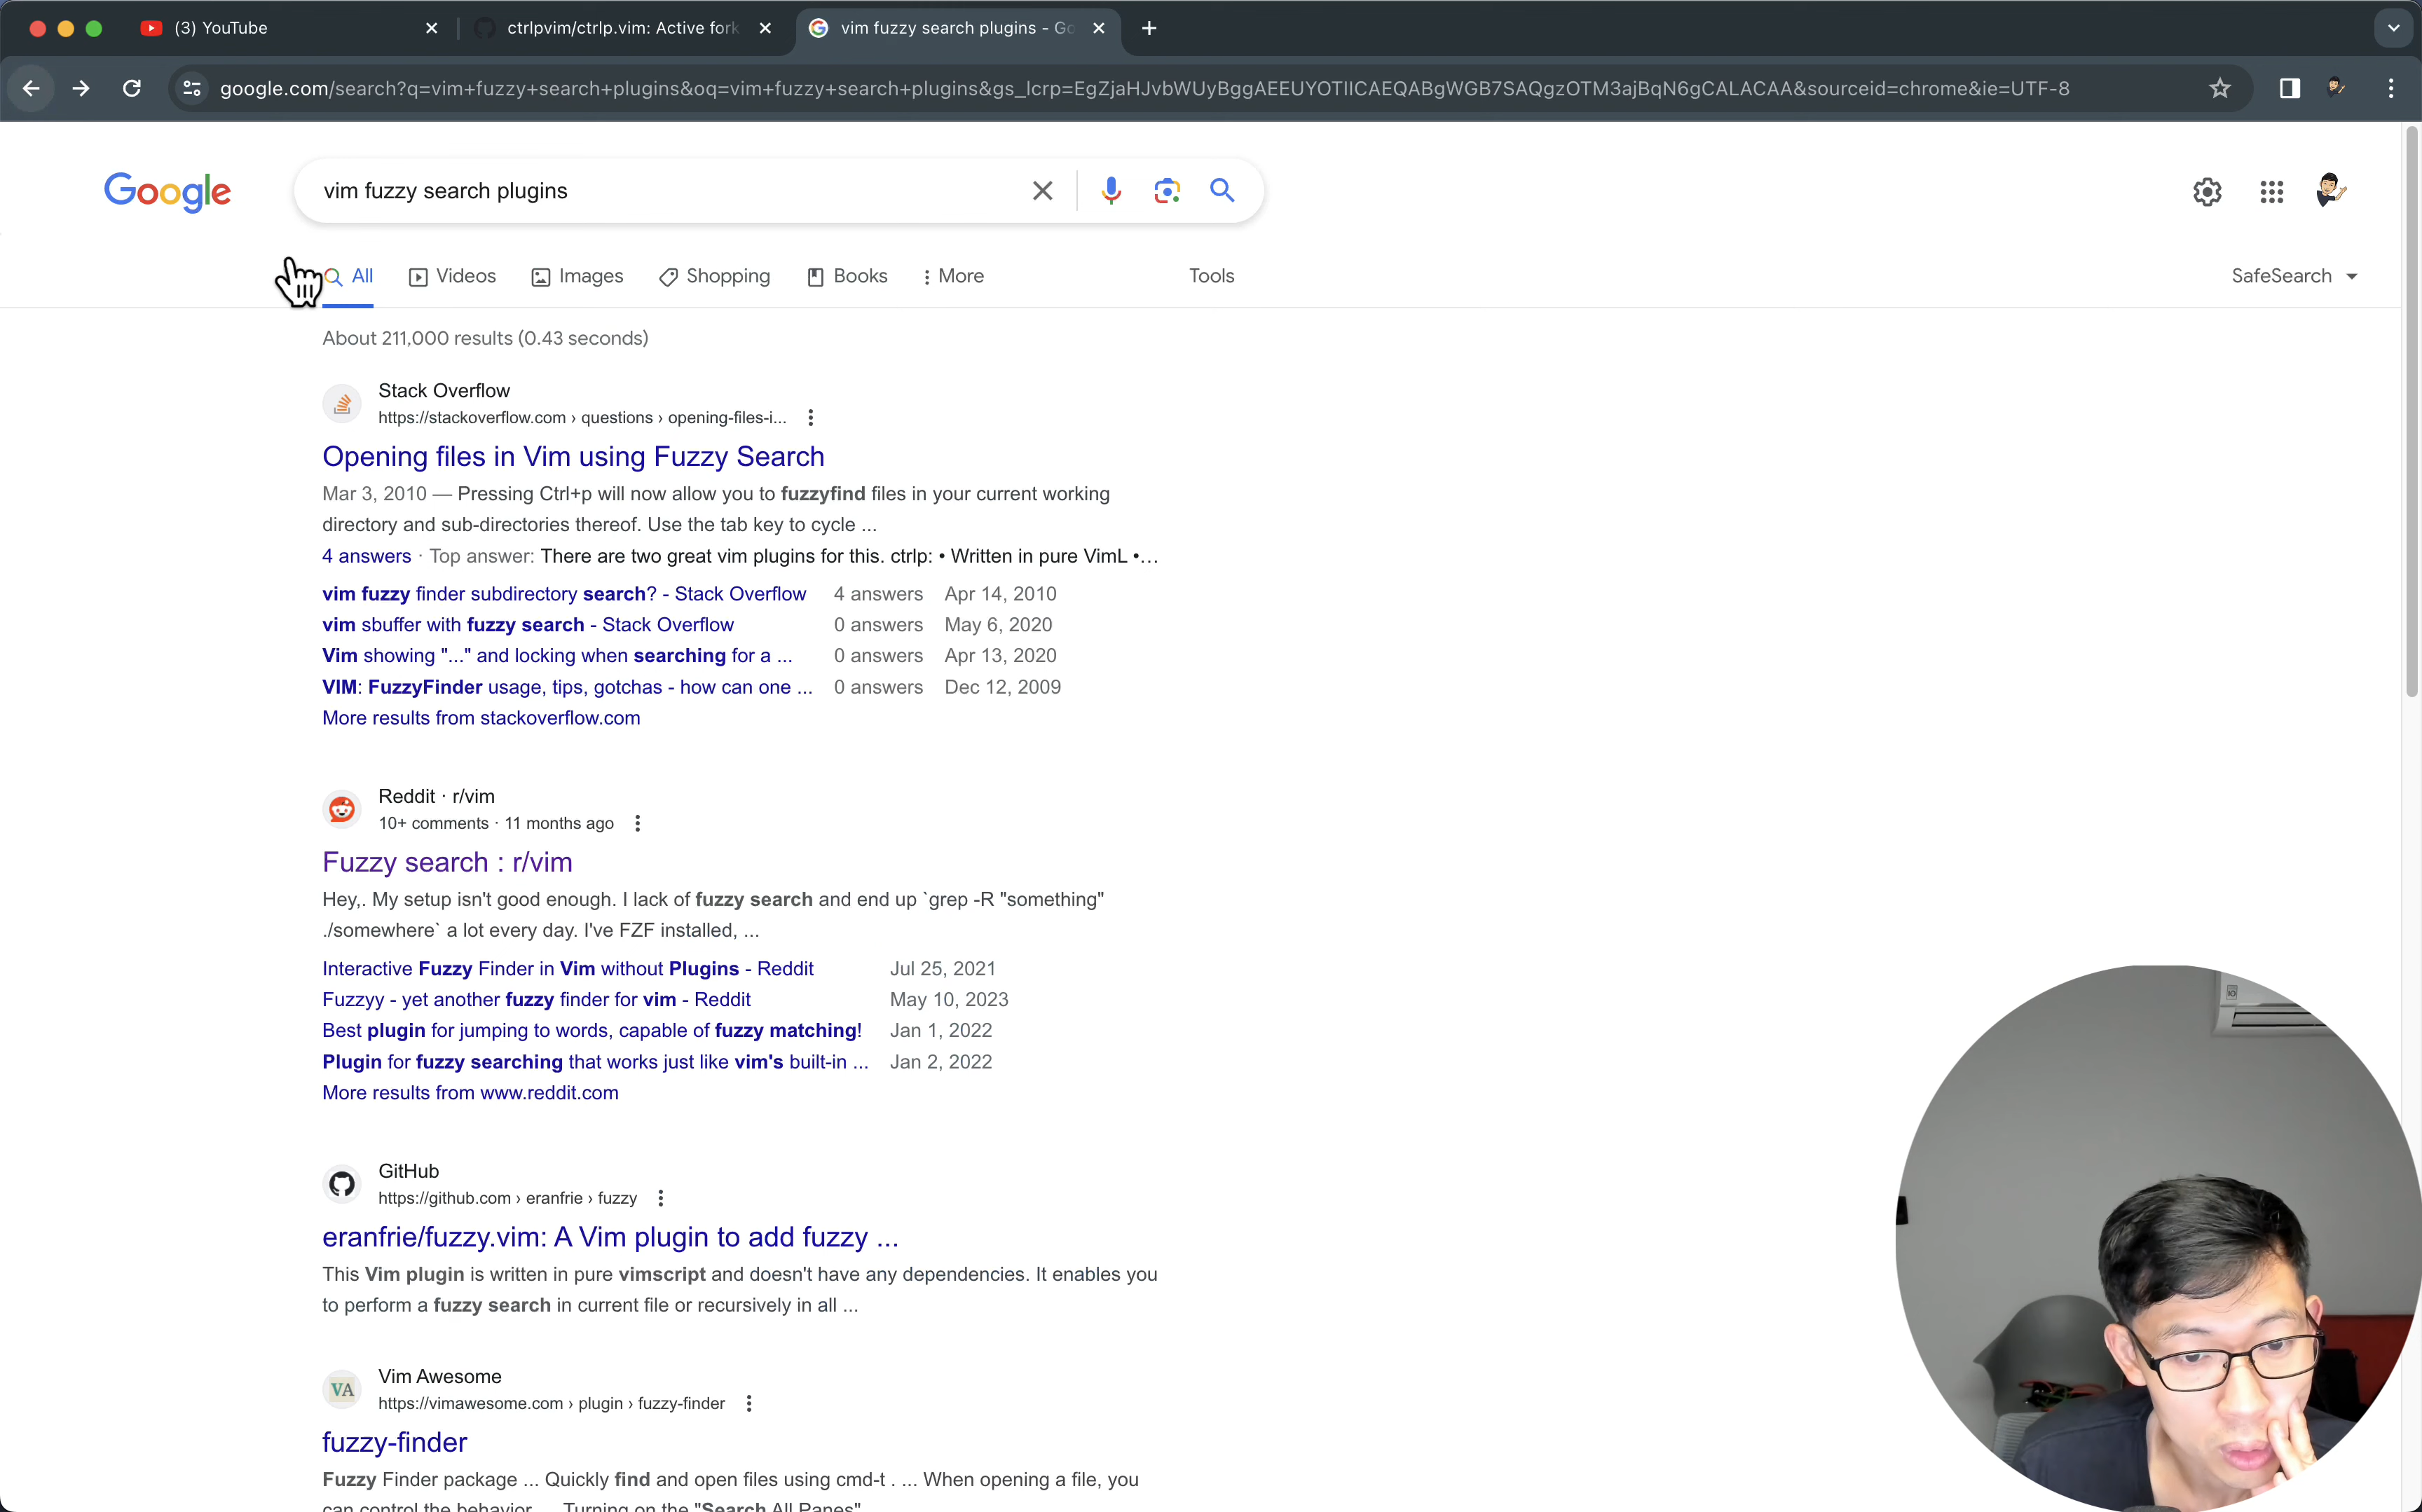 (3) YouTube
ctrlpvim/ctrlp.vim: Active fork
vim fuzzy search plugins - Go
google.com/search?q=vim+fuzzy+search+plugins&oq=vim+fuzzy+search+plugins&gs_lcrp=EgZjaHJvbWUyBggAEEUYOTIICAEQABgWGB7SAQgzOTM3ajBqN6gCALACAA&sourceid=chrome&ie=UTF-8
Google
vim fuzzy search plugins
All
Videos
Images
Shopping
Books
More
Tools
SafeSearch
About 211,000 results (0.43 seconds)
Stack Overflow
https://stackoverflow.com › questions › opening-files-i...
Opening files in Vim using Fuzzy Search
Mar 3, 2010 — Pressing Ctrl+p will now allow you to fuzzyfind files in your current working
directory and sub-directories thereof. Use the tab key to cycle ...
4 answers · Top answer: There are two great vim plugins for this. ctrlp: • Written in pure VimL •…
vim fuzzy finder subdirectory search? - Stack Overflow 4 answers Apr 14, 2010
vim sbuffer with fuzzy search - Stack Overflow 0 answers May 6, 2020
Vim showing "..." and locking when searching for a ... 0 answers Apr 13, 2020
VIM: FuzzyFinder usage, tips, gotchas - how can one ... 0 answers Dec 12, 2009
More results from stackoverflow.com
Reddit · r/vim
10+ comments · 11 months ago
Fuzzy search : r/vim
Hey,. My setup isn't good enough. I lack of fuzzy search and end up `grep -R "something"
./somewhere` a lot every day. I've FZF installed, ...
Interactive Fuzzy Finder in Vim without Plugins - Reddit Jul 25, 2021
Fuzzyy - yet another fuzzy finder for vim - Reddit May 10, 2023
Best plugin for jumping to words, capable of fuzzy matching! Jan 1, 2022
Plugin for fuzzy searching that works just like vim's built-in ... Jan 2, 2022
More results from www.reddit.com
GitHub
https://github.com › eranfrie › fuzzy
eranfrie/fuzzy.vim: A Vim plugin to add fuzzy ...
This Vim plugin is written in pure vimscript and doesn't have any dependencies. It enables you
to perform a fuzzy search in current file or recursively in all ...
VA
Vim Awesome
https://vimawesome.com › plugin › fuzzy-finder
fuzzy-finder
Fuzzy Finder package ... Quickly find and open files using cmd-t . ... When opening a file, you
can control the behavior ... Turning on the "Search All Panes"